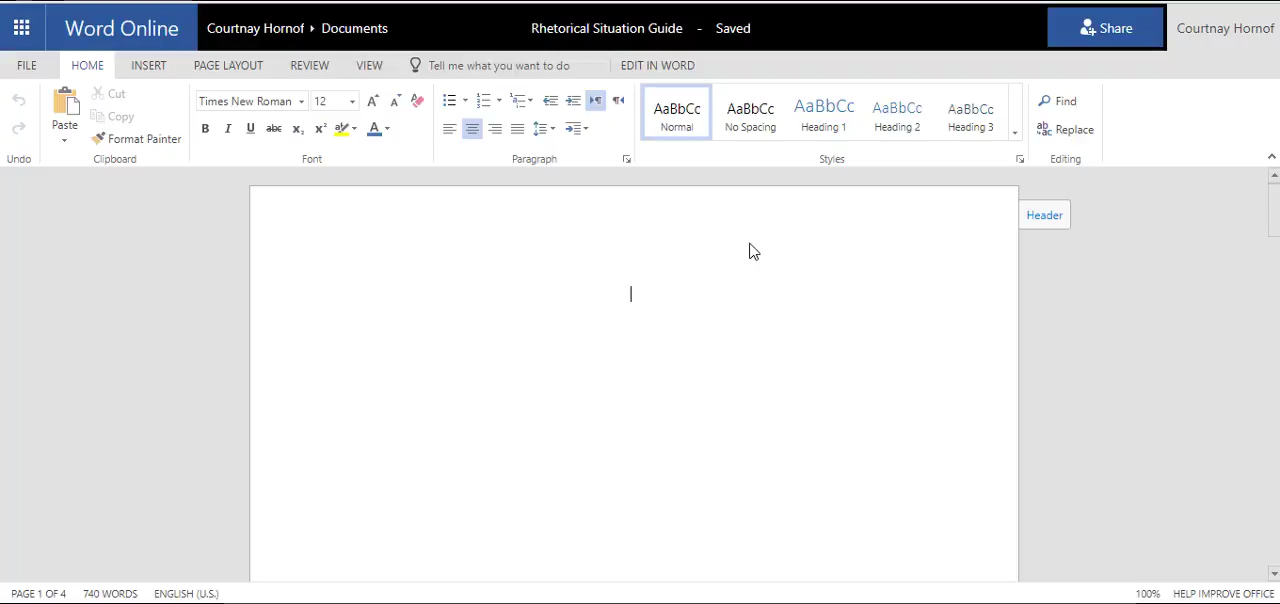 Word Online Courtnay Hornof Documents Rhetorical Situation Guide - Saved Share Courtnay Hornof
FILE HOME INSERT PAGE LAYOUT REVIEW VIEW Tell me what you want to do EDIT IN WORD
Paste Cut Copy Format Painter
Times New Roman 12
AaBbCc Normal AaBbCc No Spacing AaBbCc Heading 1 AaBbCc Heading 2 AaBbCc Heading 3
Find
Replace
Undo Clipboard Font Paragraph Styles Editing
Header
PAGE 1 OF 4 740 WORDS ENGLISH (U.S.) 100% HELP IMPROVE OFFICE